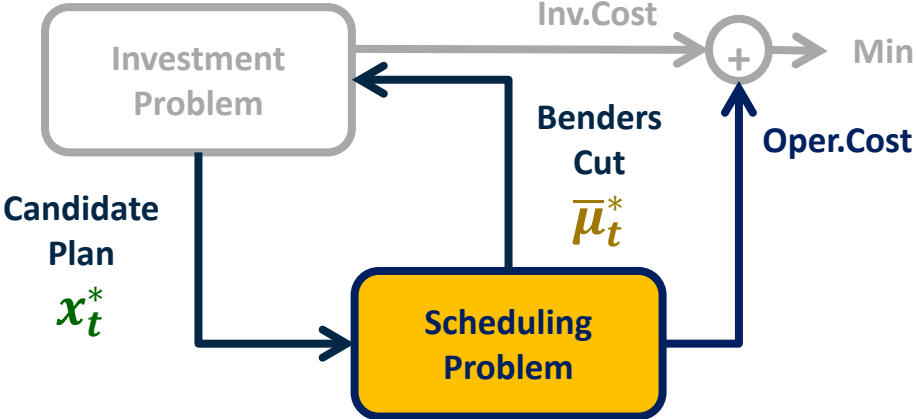 Inv.Cost
Investment
Problem
+
Min
Benders
Cut
μ̅*ₜ
Oper.Cost
Candidate
Plan
x*ₜ
Scheduling
Problem